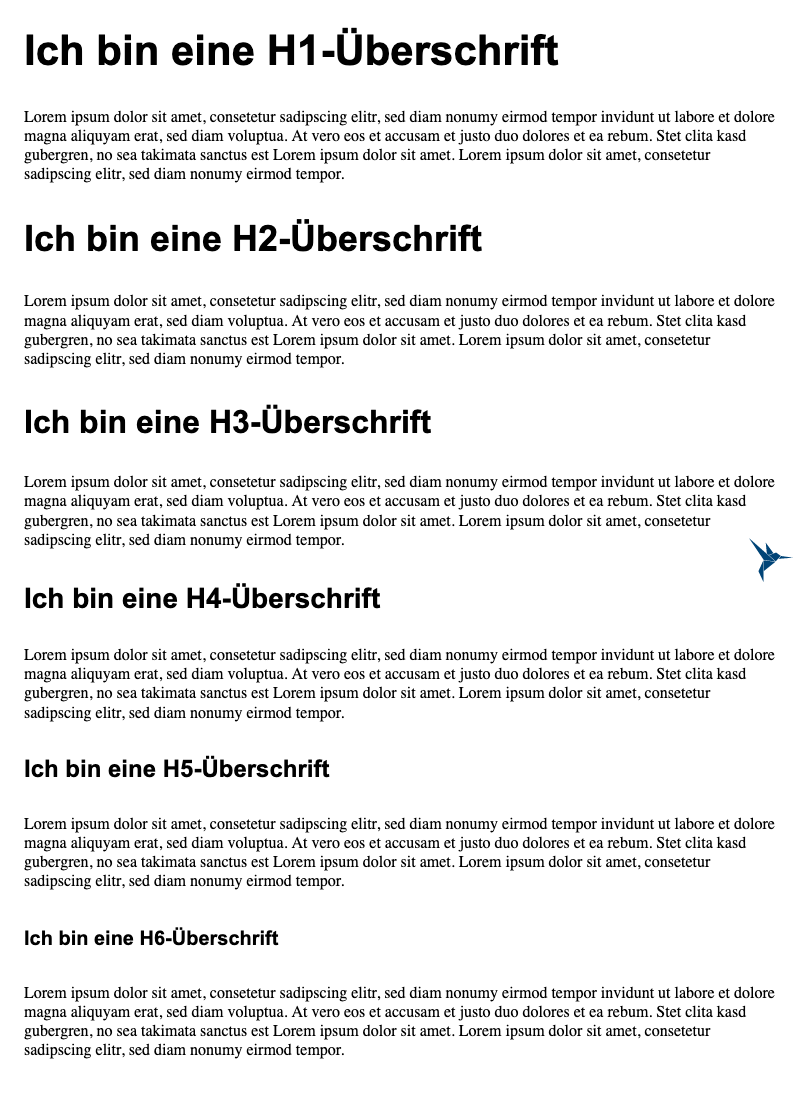 Ich bin eine H1-Überschrift
Lorem ipsum dolor sit amet, consetetur sadipscing elitr, sed diam nonumy eirmod tempor invidunt ut labore et dolore
magna aliquyam erat, sed diam voluptua. At vero eos et accusam et justo duo dolores et ea rebum. Stet clita kasd
gubergren, no sea takimata sanctus est Lorem ipsum dolor sit amet. Lorem ipsum dolor sit amet, consetetur
sadipscing elitr, sed diam nonumy eirmod tempor.
Ich bin eine H2-Überschrift
Lorem ipsum dolor sit amet, consetetur sadipscing elitr, sed diam nonumy eirmod tempor invidunt ut labore et dolore
magna aliquyam erat, sed diam voluptua. At vero eos et accusam et justo duo dolores et ea rebum. Stet clita kasd
gubergren, no sea takimata sanctus est Lorem ipsum dolor sit amet. Lorem ipsum dolor sit amet, consetetur
sadipscing elitr, sed diam nonumy eirmod tempor.
Ich bin eine H3-Überschrift
Lorem ipsum dolor sit amet, consetetur sadipscing elitr, sed diam nonumy eirmod tempor invidunt ut labore et dolore
magna aliquyam erat, sed diam voluptua. At vero eos et accusam et justo duo dolores et ea rebum. Stet clita kasd
gubergren, no sea takimata sanctus est Lorem ipsum dolor sit amet. Lorem ipsum dolor sit amet, consetetur
sadipscing elitr, sed diam nonumy eirmod tempor.
Ich bin eine H4-Überschrift
Lorem ipsum dolor sit amet, consetetur sadipscing elitr, sed diam nonumy eirmod tempor invidunt ut labore et dolore
magna aliquyam erat, sed diam voluptua. At vero eos et accusam et justo duo dolores et ea rebum. Stet clita kasd
gubergren, no sea takimata sanctus est Lorem ipsum dolor sit amet. Lorem ipsum dolor sit amet, consetetur
sadipscing elitr, sed diam nonumy eirmod tempor.
Ich bin eine H5-Überschrift
Lorem ipsum dolor sit amet, consetetur sadipscing elitr, sed diam nonumy eirmod tempor invidunt ut labore et dolore
magna aliquyam erat, sed diam voluptua. At vero eos et accusam et justo duo dolores et ea rebum. Stet clita kasd
gubergren, no sea takimata sanctus est Lorem ipsum dolor sit amet. Lorem ipsum dolor sit amet, consetetur
sadipscing elitr, sed diam nonumy eirmod tempor.
Ich bin eine H6-Überschrift
Lorem ipsum dolor sit amet, consetetur sadipscing elitr, sed diam nonumy eirmod tempor invidunt ut labore et dolore
magna aliquyam erat, sed diam voluptua. At vero eos et accusam et justo duo dolores et ea rebum. Stet clita kasd
gubergren, no sea takimata sanctus est Lorem ipsum dolor sit amet. Lorem ipsum dolor sit amet, consetetur
sadipscing elitr, sed diam nonumy eirmod tempor.